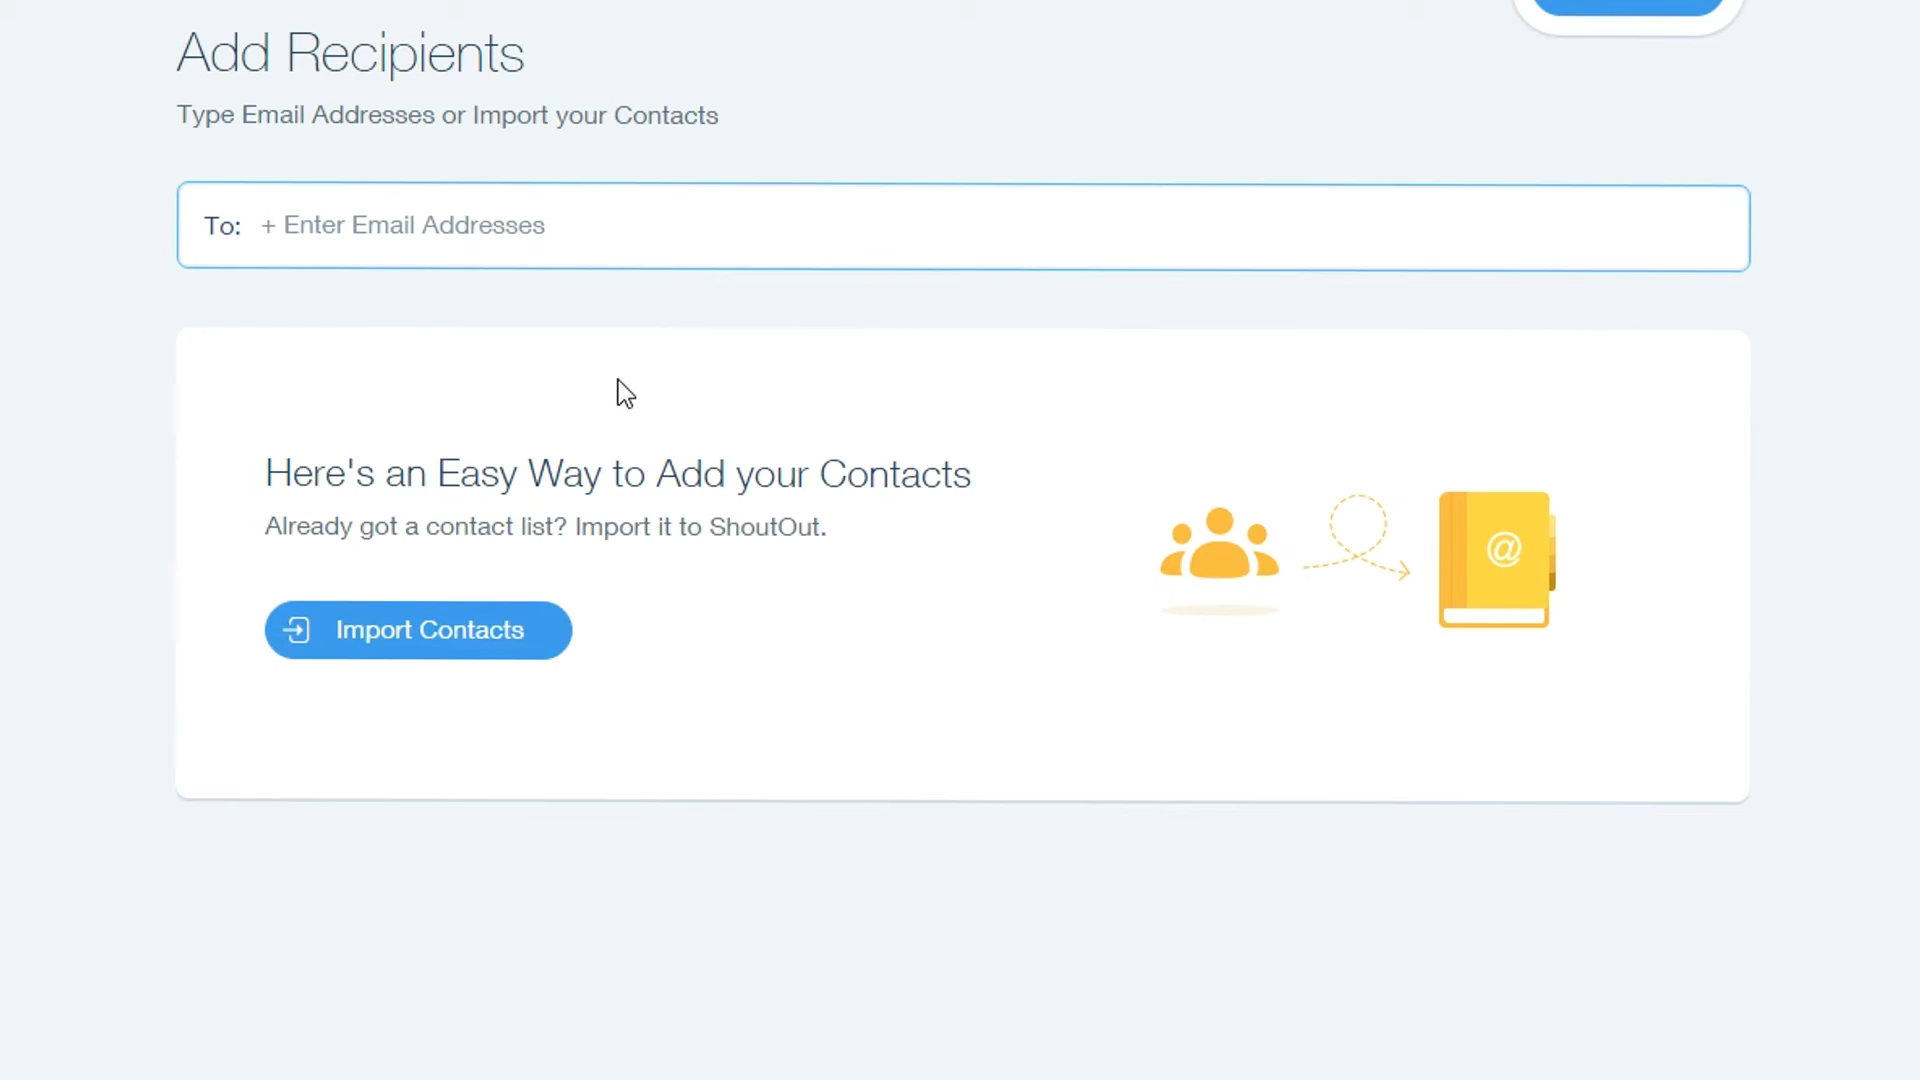 Add Recipients
Type Email Addresses or Import your Contacts
To: + Enter Email Addresses
Here's an Easy Way to Add your Contacts
Already got a contact list? Import it to ShoutOut.
@
Import Contacts